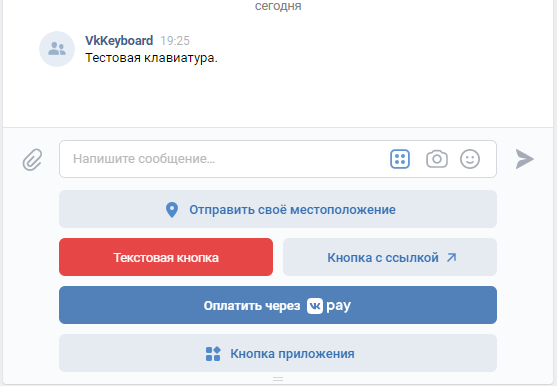 сегодня
VkKeyboard 19:25
Тестовая клавиатура.
Напишите сообщение...
Отправить своё местоположение
Текстовая кнопка
Кнопка с ссылкой
Оплатить через VK pay
Кнопка приложения